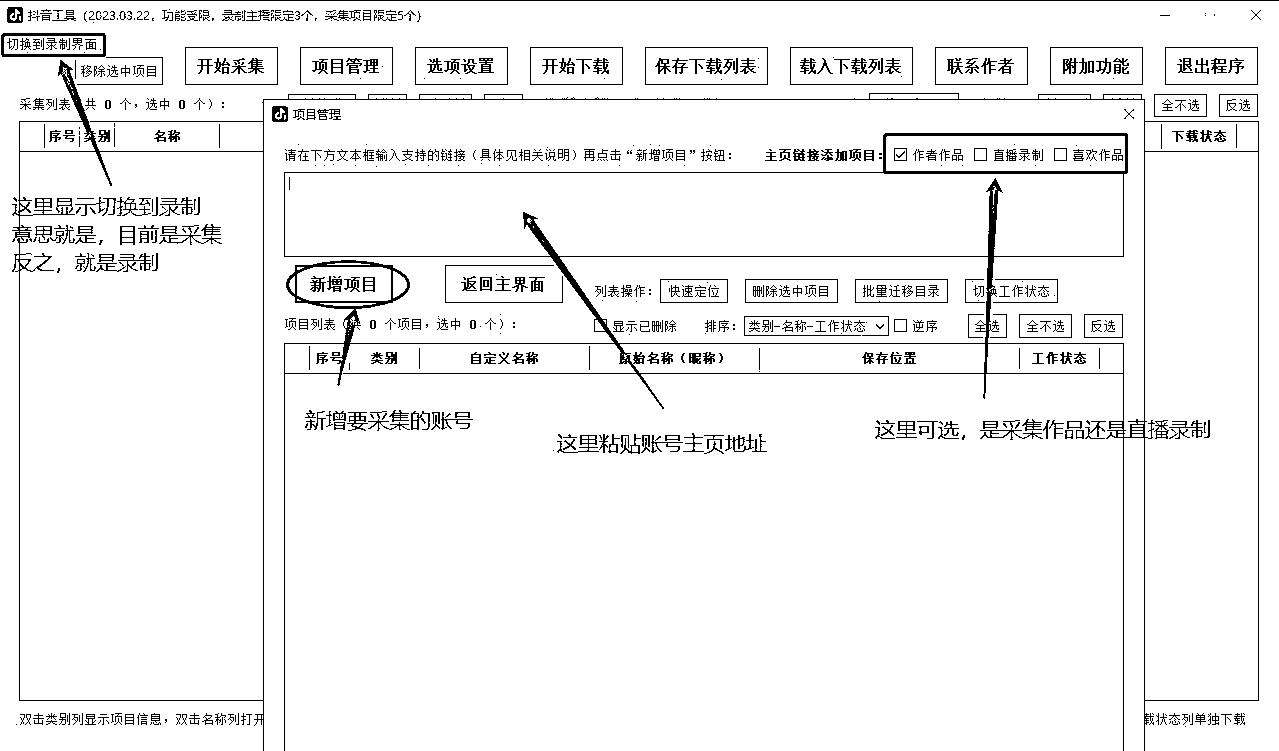 抖音工具（2023.03.22，功能受限，录制主播限定3个，采集项目限定5个）
切换到录制界面
移除选中项目
开始采集
项目管理
选项设置
开始下载
保存下载列表
载入下载列表
联系作者
附加功能
退出程序
采集列表（共 0 个，选中 0 个）：
全不选
反选
序号 类别 名称
下载状态
项目管理
请在下方文本框输入支持的链接（具体见相关说明）再点击“新增项目”按钮：
主页链接添加项目： 作者作品 直播录制 喜欢作品
这里显示切换到录制
意思就是，目前是采集
反之，就是录制
新增项目
返回主界面
列表操作：
快速定位
删除选中项目
批量迁移目录
切换工作状态
项目列表（共 0 个项目，选中 0 个）：
显示已删除
排序：
类别-名称-工作状态
逆序
全选
全不选
反选
序号 类别 自定义名称 原始名称（昵称） 保存位置 工作状态
新增要采集的账号
这里粘贴账号主页地址
这里可选，是采集作品还是直播录制
双击类别列显示项目信息，双击名称列打开
载状态列单独下载